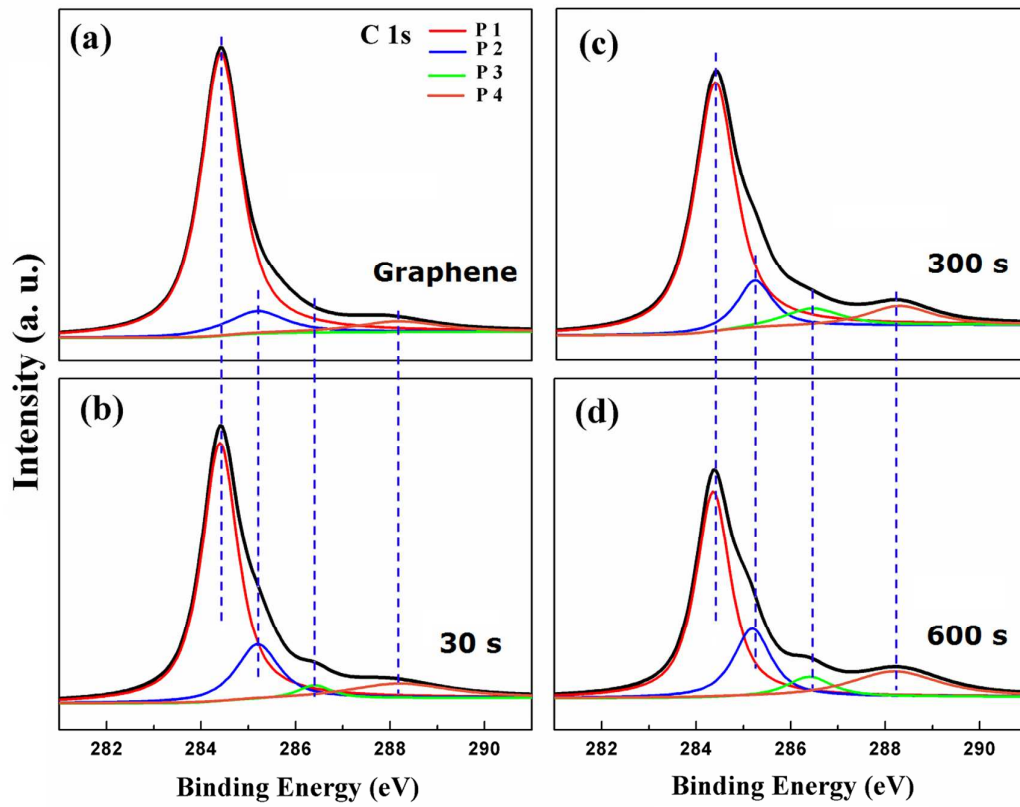 (a)
C 1s
P 1
P 2
P 3
P 4
Graphene
(c)
300 s
Intensity (a. u.)
(b)
30 s
(d)
600 s
282 284 286 288 290
282 284 286 288 290
Binding Energy (eV)
Binding Energy (eV)